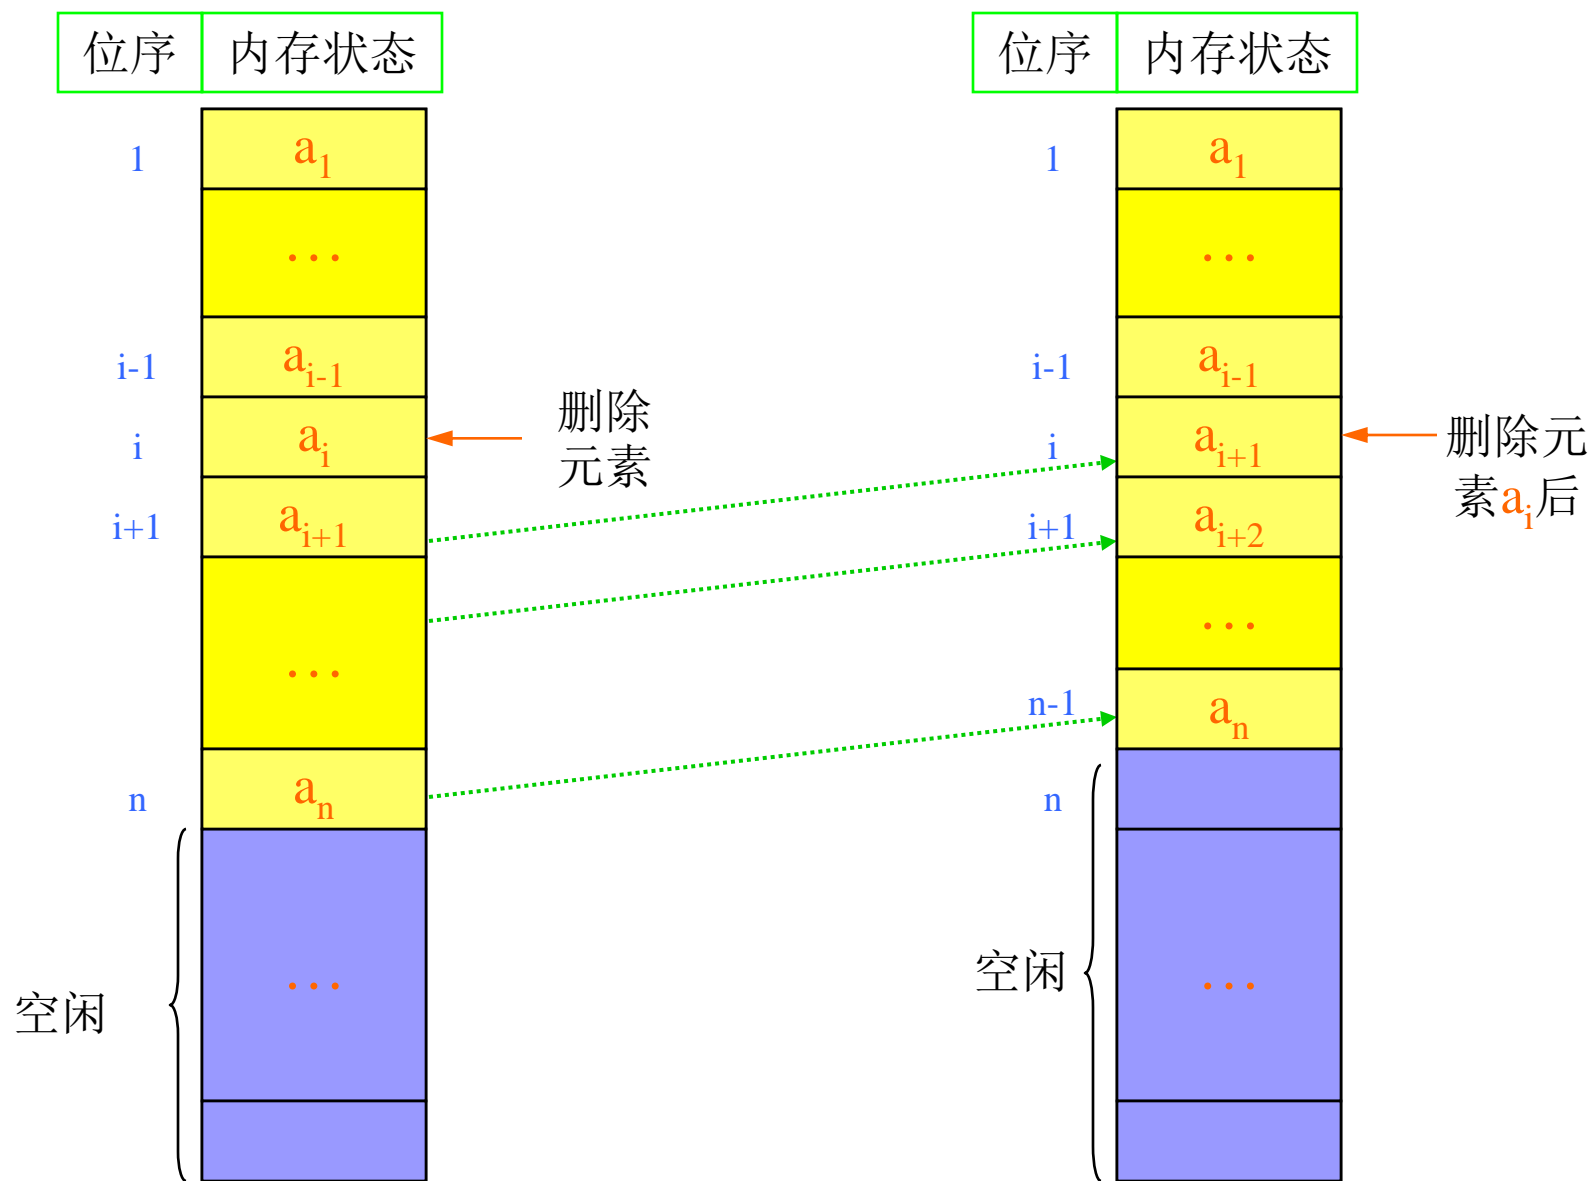 位序 内存状态 位序 内存状态
1 a1 1 a1
... ...
i-1 ai-1 i-1 ai-1
删除
元素
i ai i ai+1
删除元
素ai后
i+1 ai+1 i+1 ai+2
... ...
n-1 an
n an n
空闲 ... 空闲 ...